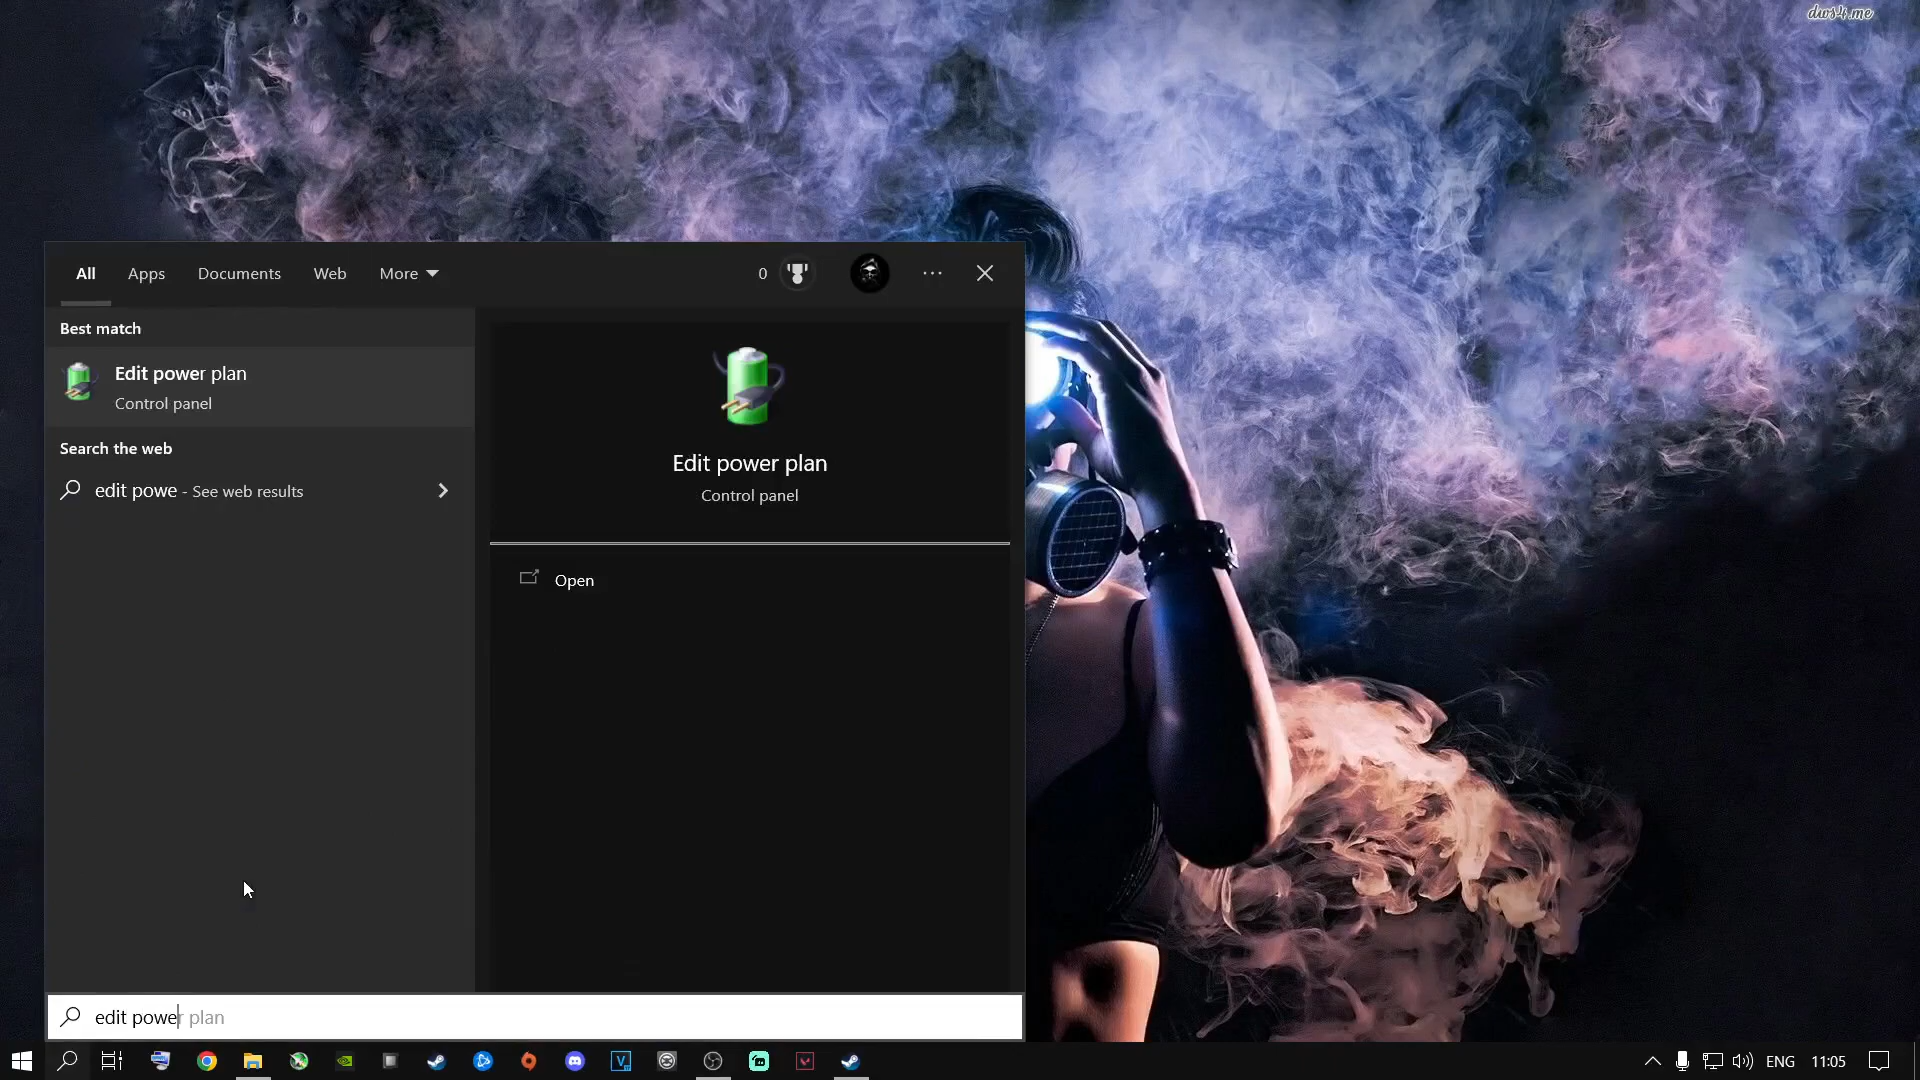 dws4.me
All Apps Documents Web More 0
Best match
Edit power plan
Control panel
Search the web
edit powe - See web results
Edit power plan
Control panel
Open
edit power plan
ENG 11:05